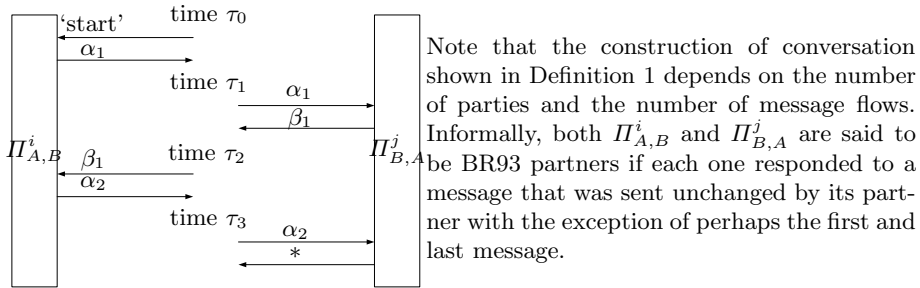 time τ0
'start'
α1
time τ1
α1
β1
Π^i_{A,B}
Π^j_{B,A}
time τ2
β1
α2
time τ3
α2
*
Note that the construction of conversation
shown in Definition 1 depends on the number
of parties and the number of message flows.
Informally, both Π^i_{A,B} and Π^j_{B,A} are said to
be BR93 partners if each one responded to a
message that was sent unchanged by its part-
ner with the exception of perhaps the first and
last message.